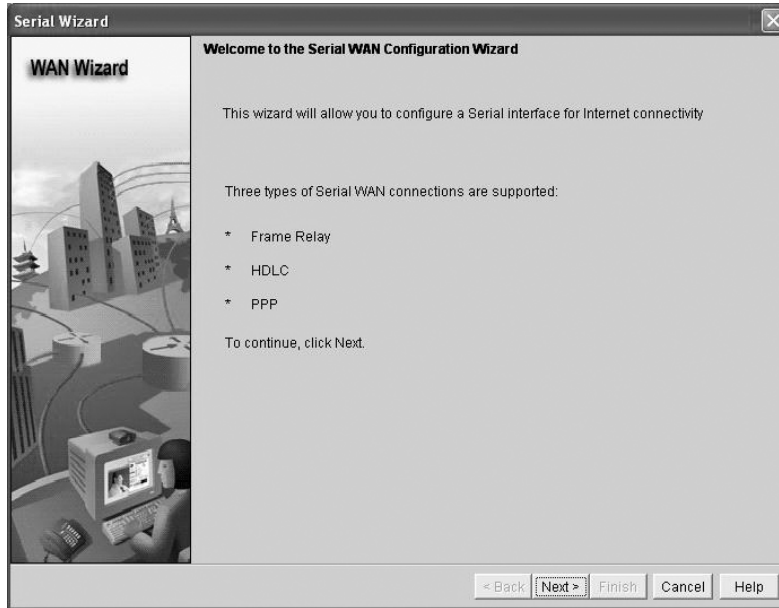 Serial Wizard
WAN Wizard
Welcome to the Serial WAN Configuration Wizard
This wizard will allow you to configure a Serial interface for Internet connectivity
Three types of Serial WAN connections are supported:
* Frame Relay
* HDLC
* PPP
To continue, click Next.
< Back Next > Finish Cancel Help